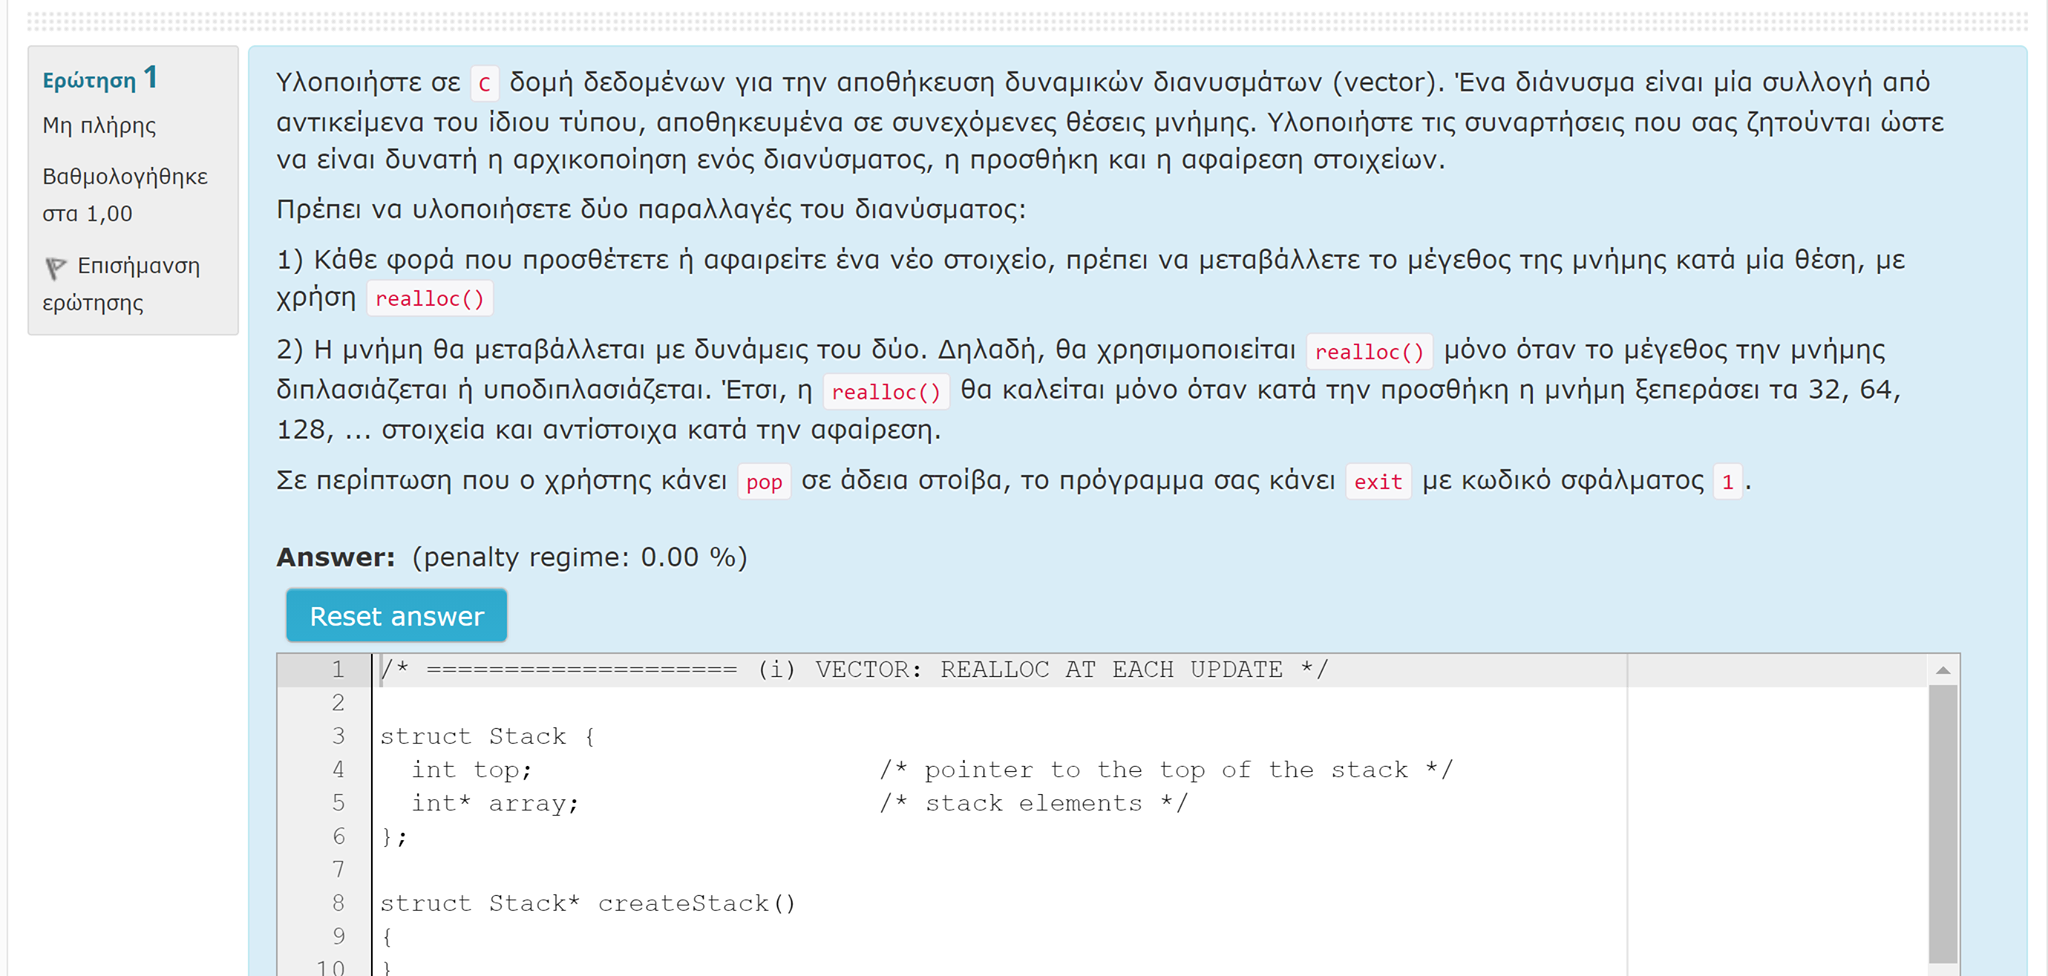 Ερώτηση 1
Μη πλήρης
Βαθμολογήθηκε
στα 1,00
Επισήμανση
ερώτησης
Υλοποιήστε σε C δομή δεδομένων για την αποθήκευση δυναμικών διανυσμάτων (vector). Ένα διάνυσμα είναι μία συλλογή από
αντικείμενα του ίδιου τύπου, αποθηκευμένα σε συνεχόμενες θέσεις μνήμης. Υλοποιήστε τις συναρτήσεις που σας ζητούνται ώστε
να είναι δυνατή η αρχικοποίηση ενός διανύσματος, η προσθήκη και η αφαίρεση στοιχείων.
Πρέπει να υλοποιήσετε δύο παραλλαγές του διανύσματος:
1) Κάθε φορά που προσθέτετε ή αφαιρείτε ένα νέο στοιχείο, πρέπει να μεταβάλλετε το μέγεθος της μνήμης κατά μία θέση, με
χρήση realloc()
2) Η μνήμη θα μεταβάλλεται με δυνάμεις του δύο. Δηλαδή, θα χρησιμοποιείται realloc() μόνο όταν το μέγεθος την μνήμης
διπλασιάζεται ή υποδιπλασιάζεται. Έτσι, η realloc() θα καλείται μόνο όταν κατά την προσθήκη η μνήμη ξεπεράσει τα 32, 64,
128, ... στοιχεία και αντίστοιχα κατά την αφαίρεση.
Σε περίπτωση που ο χρήστης κάνει pop σε άδεια στοίβα, το πρόγραμμα σας κάνει exit με κωδικό σφάλματος 1 .
Answer: (penalty regime: 0.00 %)
Reset answer
1 /* ==================== (i) VECTOR: REALLOC AT EACH UPDATE */
2
3 struct Stack {
4 int top; /* pointer to the top of the stack */
5 int* array; /* stack elements */
6 };
7
8 struct Stack* createStack()
9 {
10 }